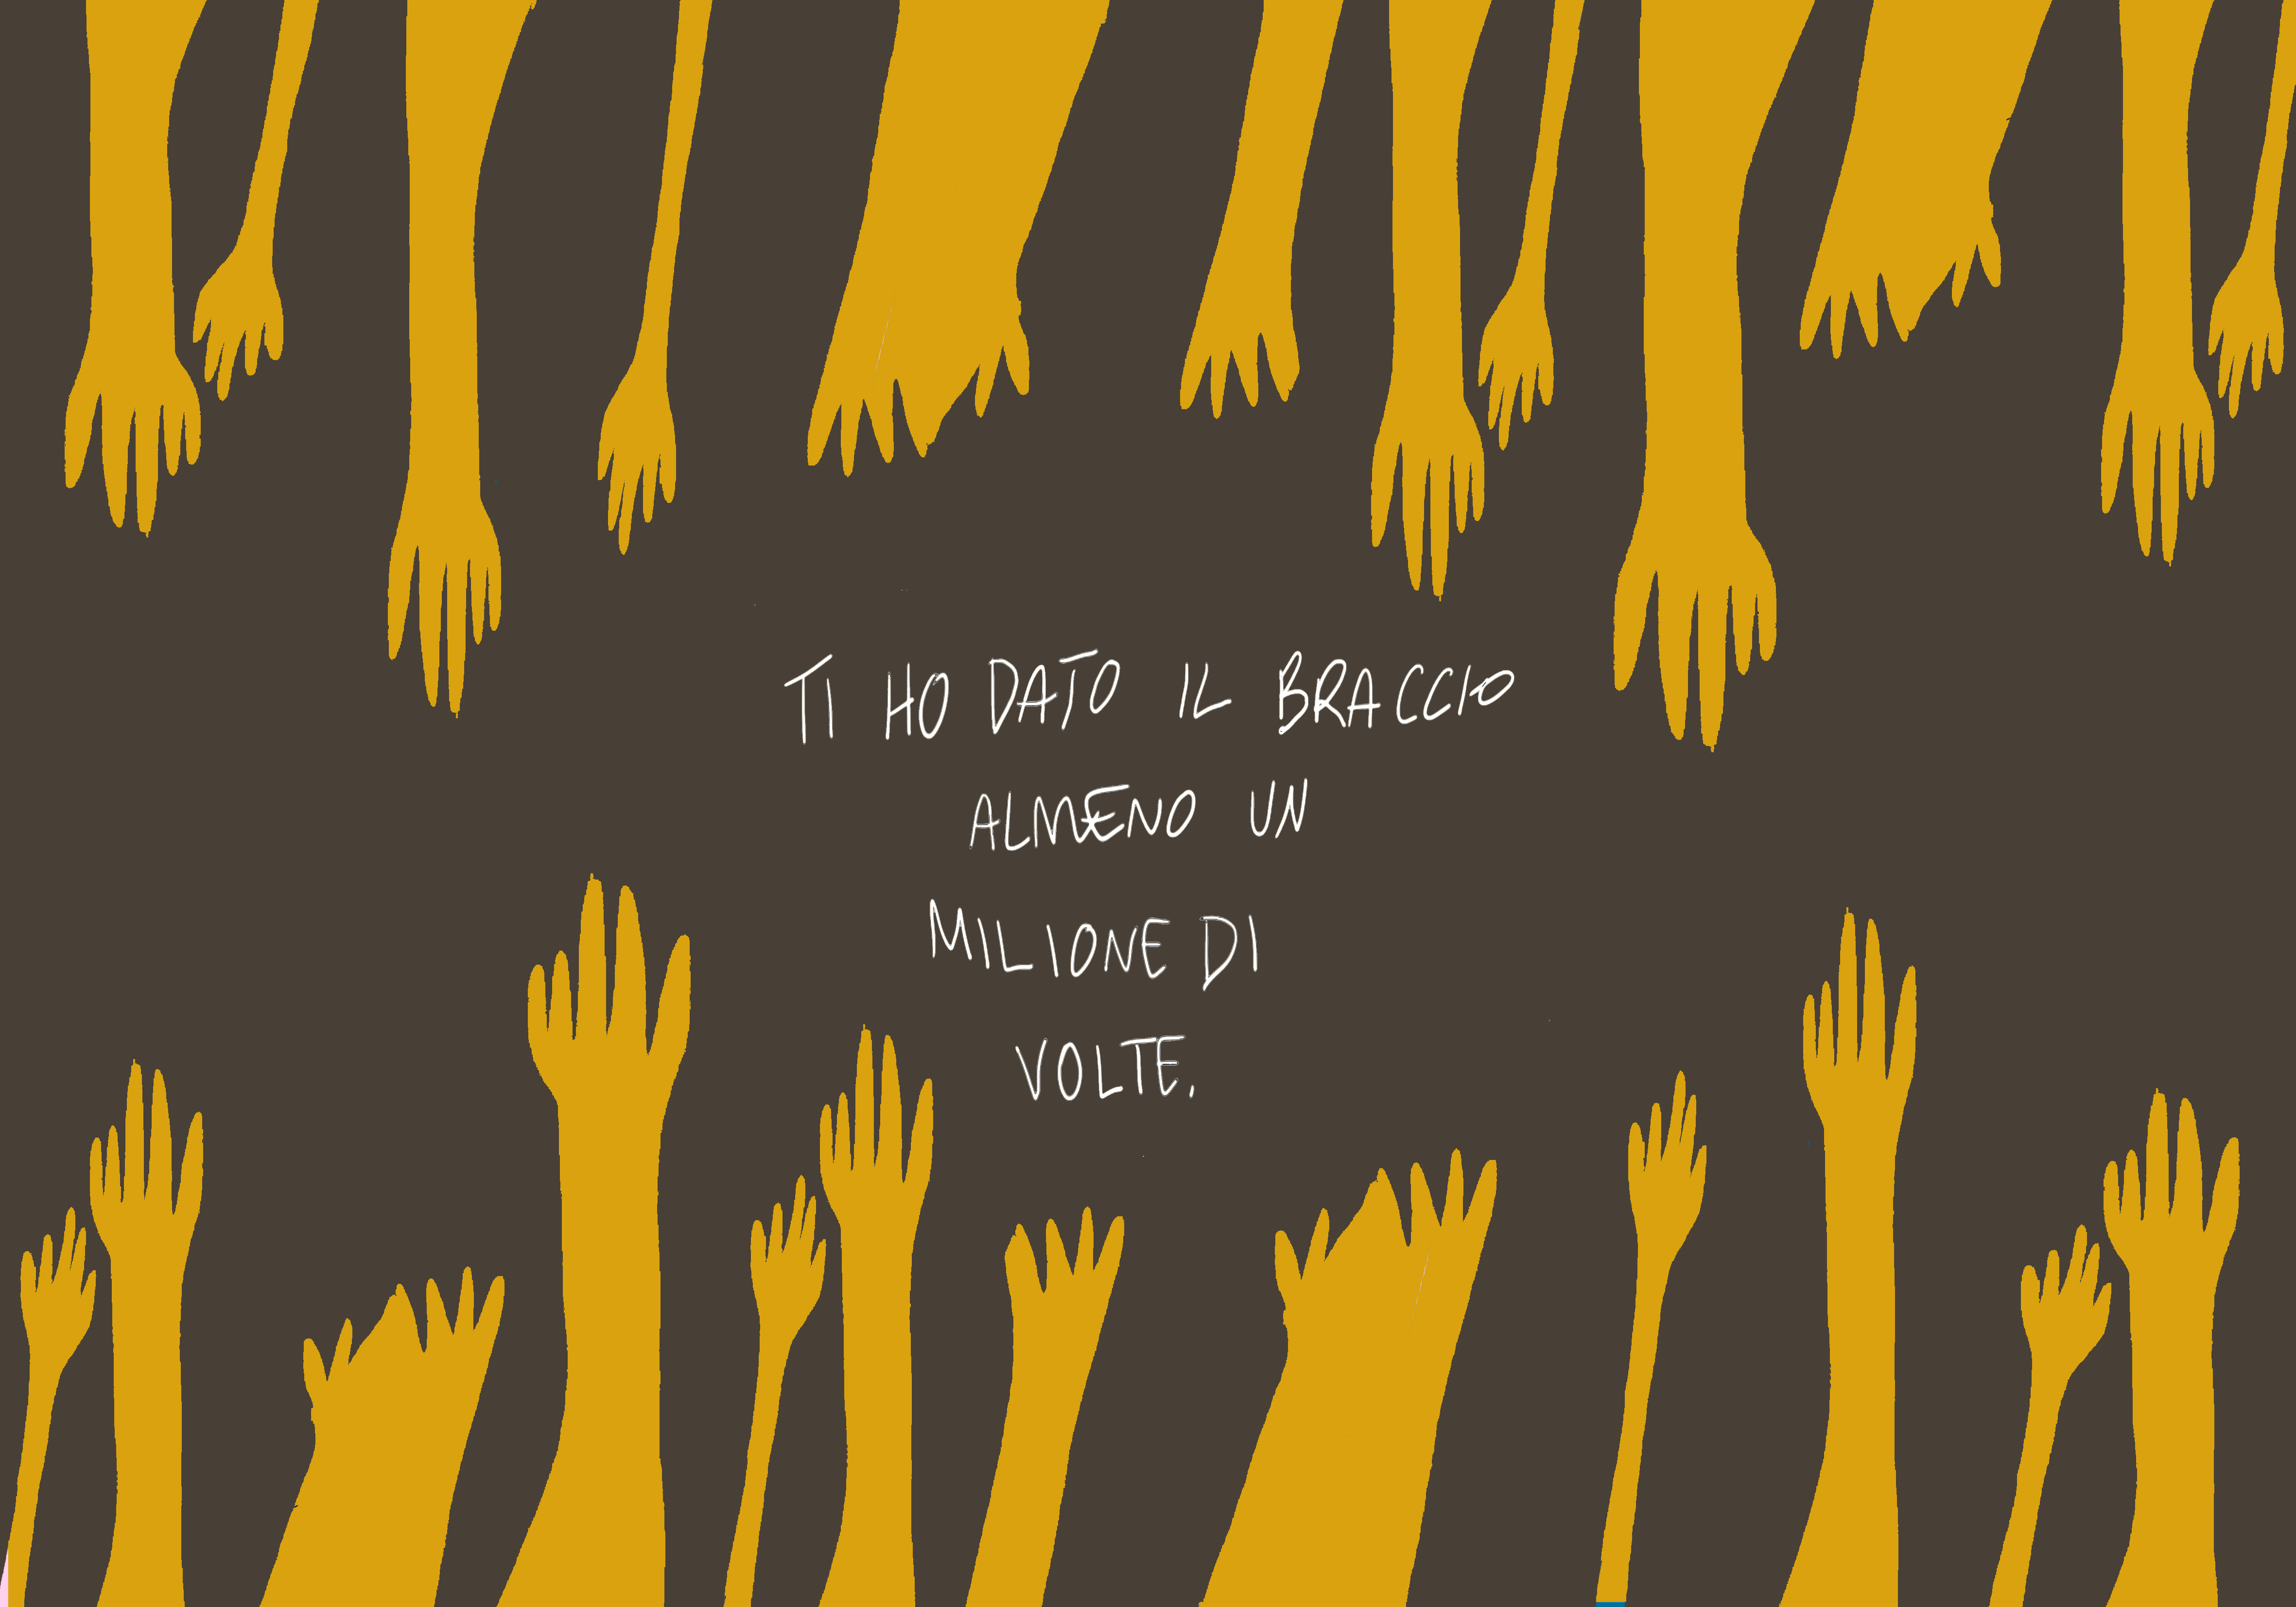 TI HO DATO IL BRACCIO
ALMENO UN
MILIONE DI
VOLTE.